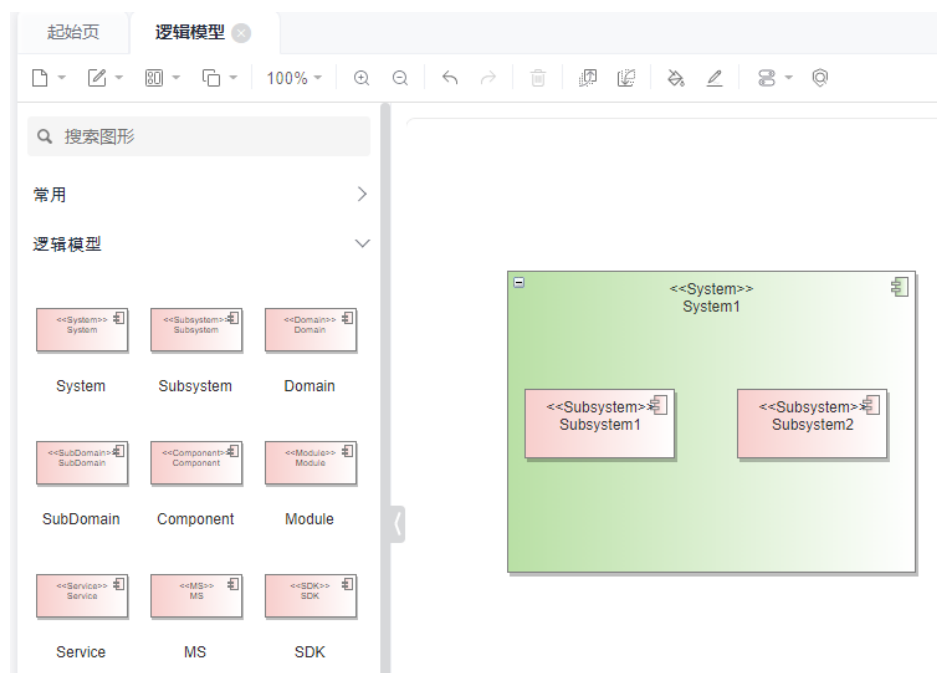 起始页
逻辑模型
100%
搜索图形
常用
逻辑模型
<<System>>
System
<<Subsystem>>
Subsystem
<<Domain>>
Domain
System
Subsystem
Domain
<<SubDomain>>
SubDomain
<<Component>>
Component
<<Module>>
Module
SubDomain
Component
Module
<<Service>>
Service
<<MS>>
MS
<<SDK>>
SDK
Service
MS
SDK
<<System>>
System1
<<Subsystem>>
Subsystem1
<<Subsystem>>
Subsystem2